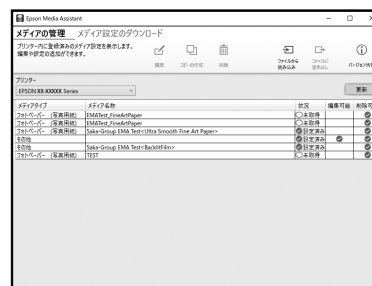 Epson Media Assistant
メディアの管理 メディア設定のダウンロード
プリンター内に登録済みのメディア設定を表示します。
編集や設定の追加ができます。
コピーの作成 削除
ファイルから
読み込み
ファイルに
書き出し
プリンター
EPSON XX-XXXXX Series
更新
メディアタイプ メディア名称 状況 編集可能 削除可
フォトペーパー (写真用紙) EMATest_FineArtPaper 未取得
フォトペーパー (写真用紙) EMATest_FineArtPaper 未取得
フォトペーパー (写真用紙) Saka-Group EMA Test<Ultra Smooth Fine Art Paper> 設定済み
その他 設定済み
その他 Saka-Group EMA Test<BacklitFilm> 設定済み
フォトペーパー (写真用紙) TEST 未取得